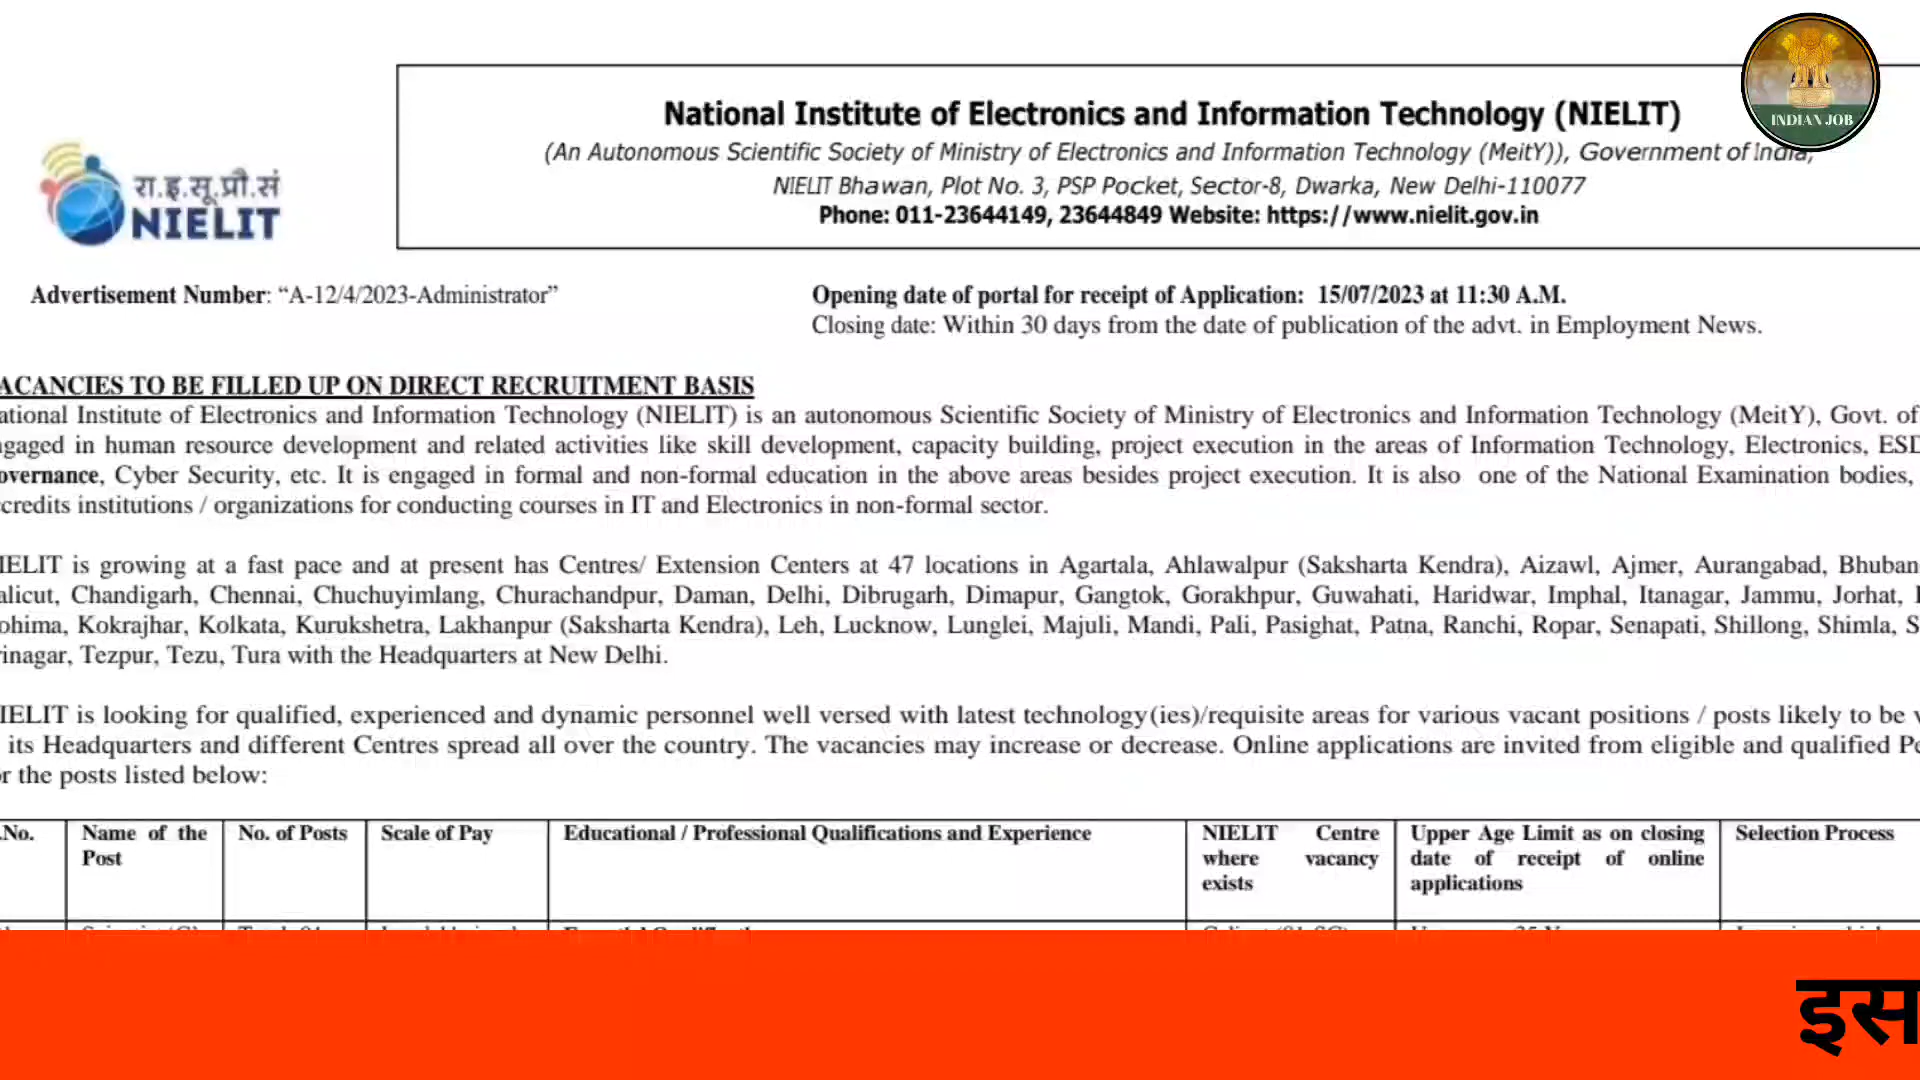 National Institute of Electronics and Information Technology (NIELIT)
(An Autonomous Scientific Society of Ministry of Electronics and Information Technology (MeitY)), Government of India,
NIELIT Bhawan, Plot No. 3, PSP Pocket, Sector-8, Dwarka, New Delhi-110077
Phone: 011-23644149, 23644849 Website: https://www.nielit.gov.in
INDIAN JOB
रा.इ.सू.प्रौ.सं
NIELIT
Advertisement Number: “A-12/4/2023-Administrator”
Opening date of portal for receipt of Application: 15/07/2023 at 11:30 A.M.
Closing date: Within 30 days from the date of publication of the advt. in Employment News.
ACANCIES TO BE FILLED UP ON DIRECT RECRUITMENT BASIS
ational Institute of Electronics and Information Technology (NIELIT) is an autonomous Scientific Society of Ministry of Electronics and Information Technology (MeitY), Govt. of
ngaged in human resource development and related activities like skill development, capacity building, project execution in the areas of Information Technology, Electronics, ESD
overnance, Cyber Security, etc. It is engaged in formal and non-formal education in the above areas besides project execution. It is also one of the National Examination bodies,
credits institutions / organizations for conducting courses in IT and Electronics in non-formal sector.
IELIT is growing at a fast pace and at present has Centres/ Extension Centers at 47 locations in Agartala, Ahlawalpur (Saksharta Kendra), Aizawl, Ajmer, Aurangabad, Bhuban
alicut, Chandigarh, Chennai, Chuchuyimlang, Churachandpur, Daman, Delhi, Dibrugarh, Dimapur, Gangtok, Gorakhpur, Guwahati, Haridwar, Imphal, Itanagar, Jammu, Jorhat,
ohima, Kokrajhar, Kolkata, Kurukshetra, Lakhanpur (Saksharta Kendra), Leh, Lucknow, Lunglei, Majuli, Mandi, Pali, Pasighat, Patna, Ranchi, Ropar, Senapati, Shillong, Shimla, S
rinagar, Tezpur, Tezu, Tura with the Headquarters at New Delhi.
IELIT is looking for qualified, experienced and dynamic personnel well versed with latest technology(ies)/requisite areas for various vacant positions / posts likely to be v
its Headquarters and different Centres spread all over the country. The vacancies may increase or decrease. Online applications are invited from eligible and qualified Pe
r the posts listed below:
.No.
Name of the
Post
No. of Posts
Scale of Pay
Educational / Professional Qualifications and Experience
NIELIT Centre
where vacancy
exists
Upper Age Limit as on closing
date of receipt of online
applications
Selection Process
इस